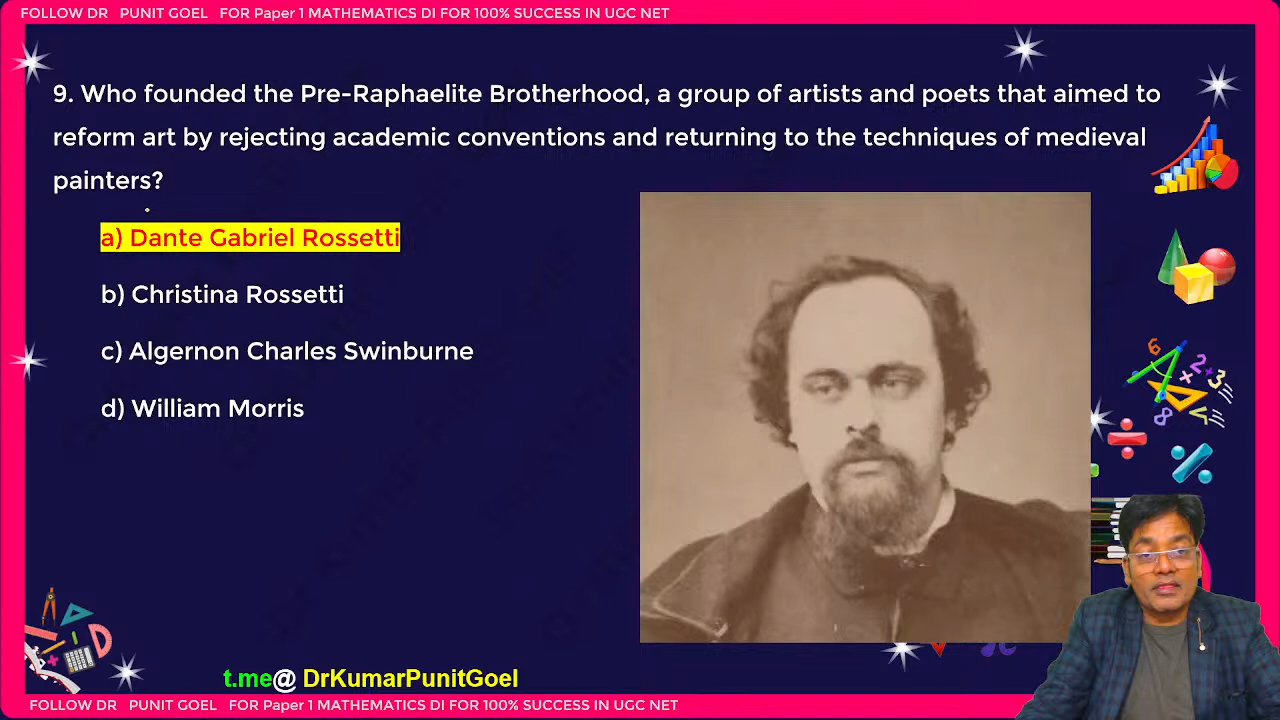 FOLLOW DR PUNIT GOEL FOR Paper 1 MATHEMATICS DI FOR 100% SUCCESS IN UGC NET
9. Who founded the Pre-Raphaelite Brotherhood, a group of artists and poets that aimed to
reform art by rejecting academic conventions and returning to the techniques of medieval
painters?
a) Dante Gabriel Rossetti
b) Christina Rossetti
c) Algernon Charles Swinburne
d) William Morris
t.me@ DrKumarPunitGoel
FOLLOW DR PUNIT GOEL FOR Paper 1 MATHEMATICS DI FOR 100% SUCCESS IN UGC NET